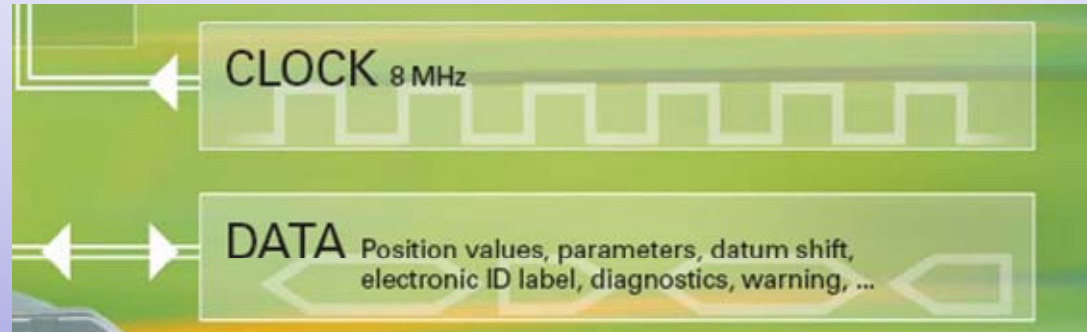 CLOCK 8 MHz
DATA Position values, parameters, datum shift,
electronic ID label, diagnostics, warning, ...